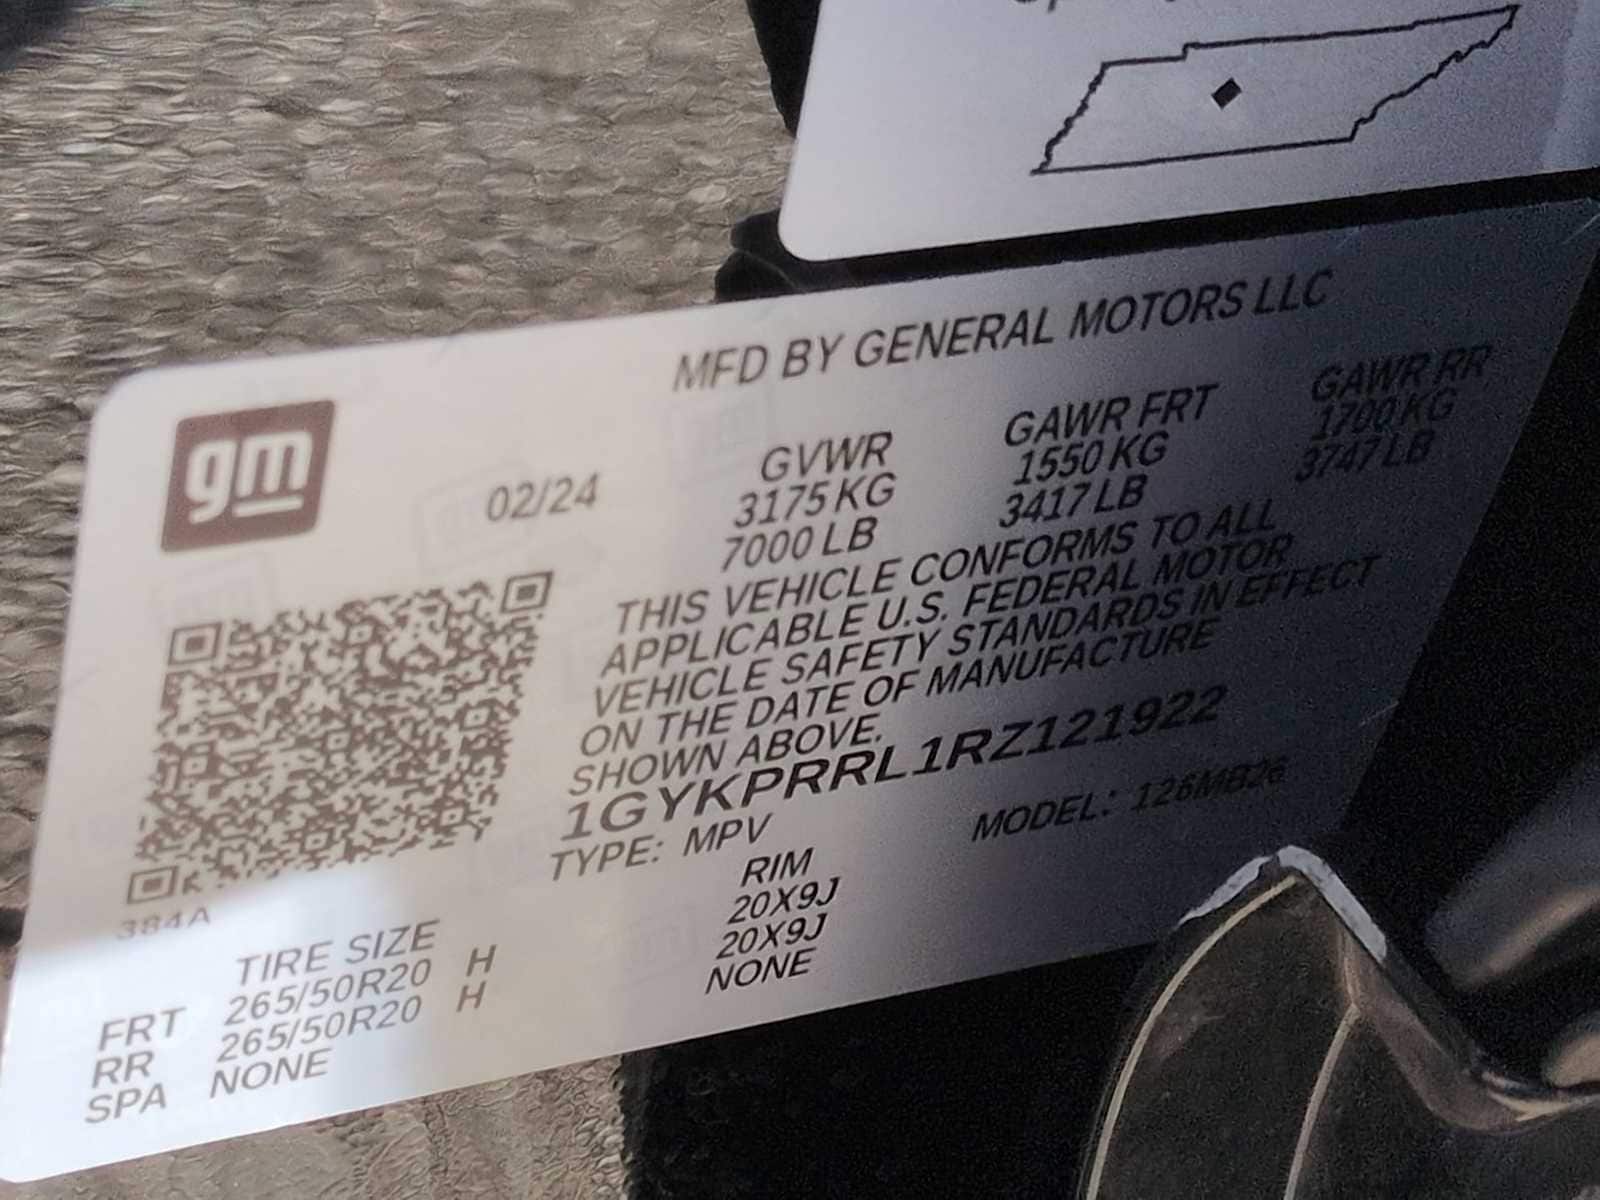 gm
MFD BY GENERAL MOTORS LLC
02/24
GVWR GAWR FRT GAWR RR
3175 KG 1550 KG 1700 KG
7000 LB 3417 LB 3747 LB
THIS VEHICLE CONFORMS TO ALL
APPLICABLE U.S. FEDERAL MOTOR
VEHICLE SAFETY STANDARDS IN EFFECT
ON THE DATE OF MANUFACTURE
SHOWN ABOVE.
1GYKPRRL1RZ121922
TYPE: MPV MODEL: 126MB26
384A
TIRE SIZE RIM
FRT 265/50R20 H 20X9J
RR 265/50R20 H 20X9J
SPA NONE NONE